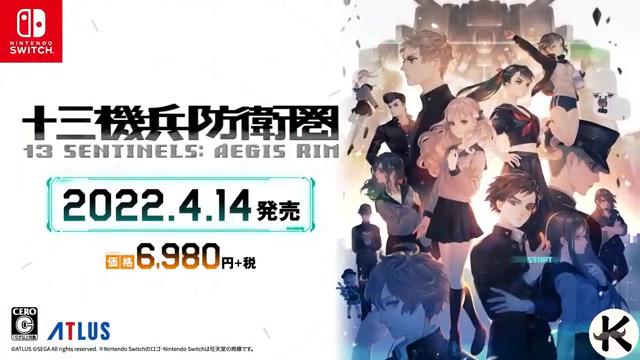 NINTENDO
SWITCH
十三機兵防衛圏
13 SENTINELS: AEGIS RIM
2022.4.14 発売
価格 6,980円+税
CERO
C
ATLUS
©ATLUS ©SEGA All rights reserved. ※Nintendo Switchのロゴ・Nintendo Switchは任天堂の商標です。
START
K